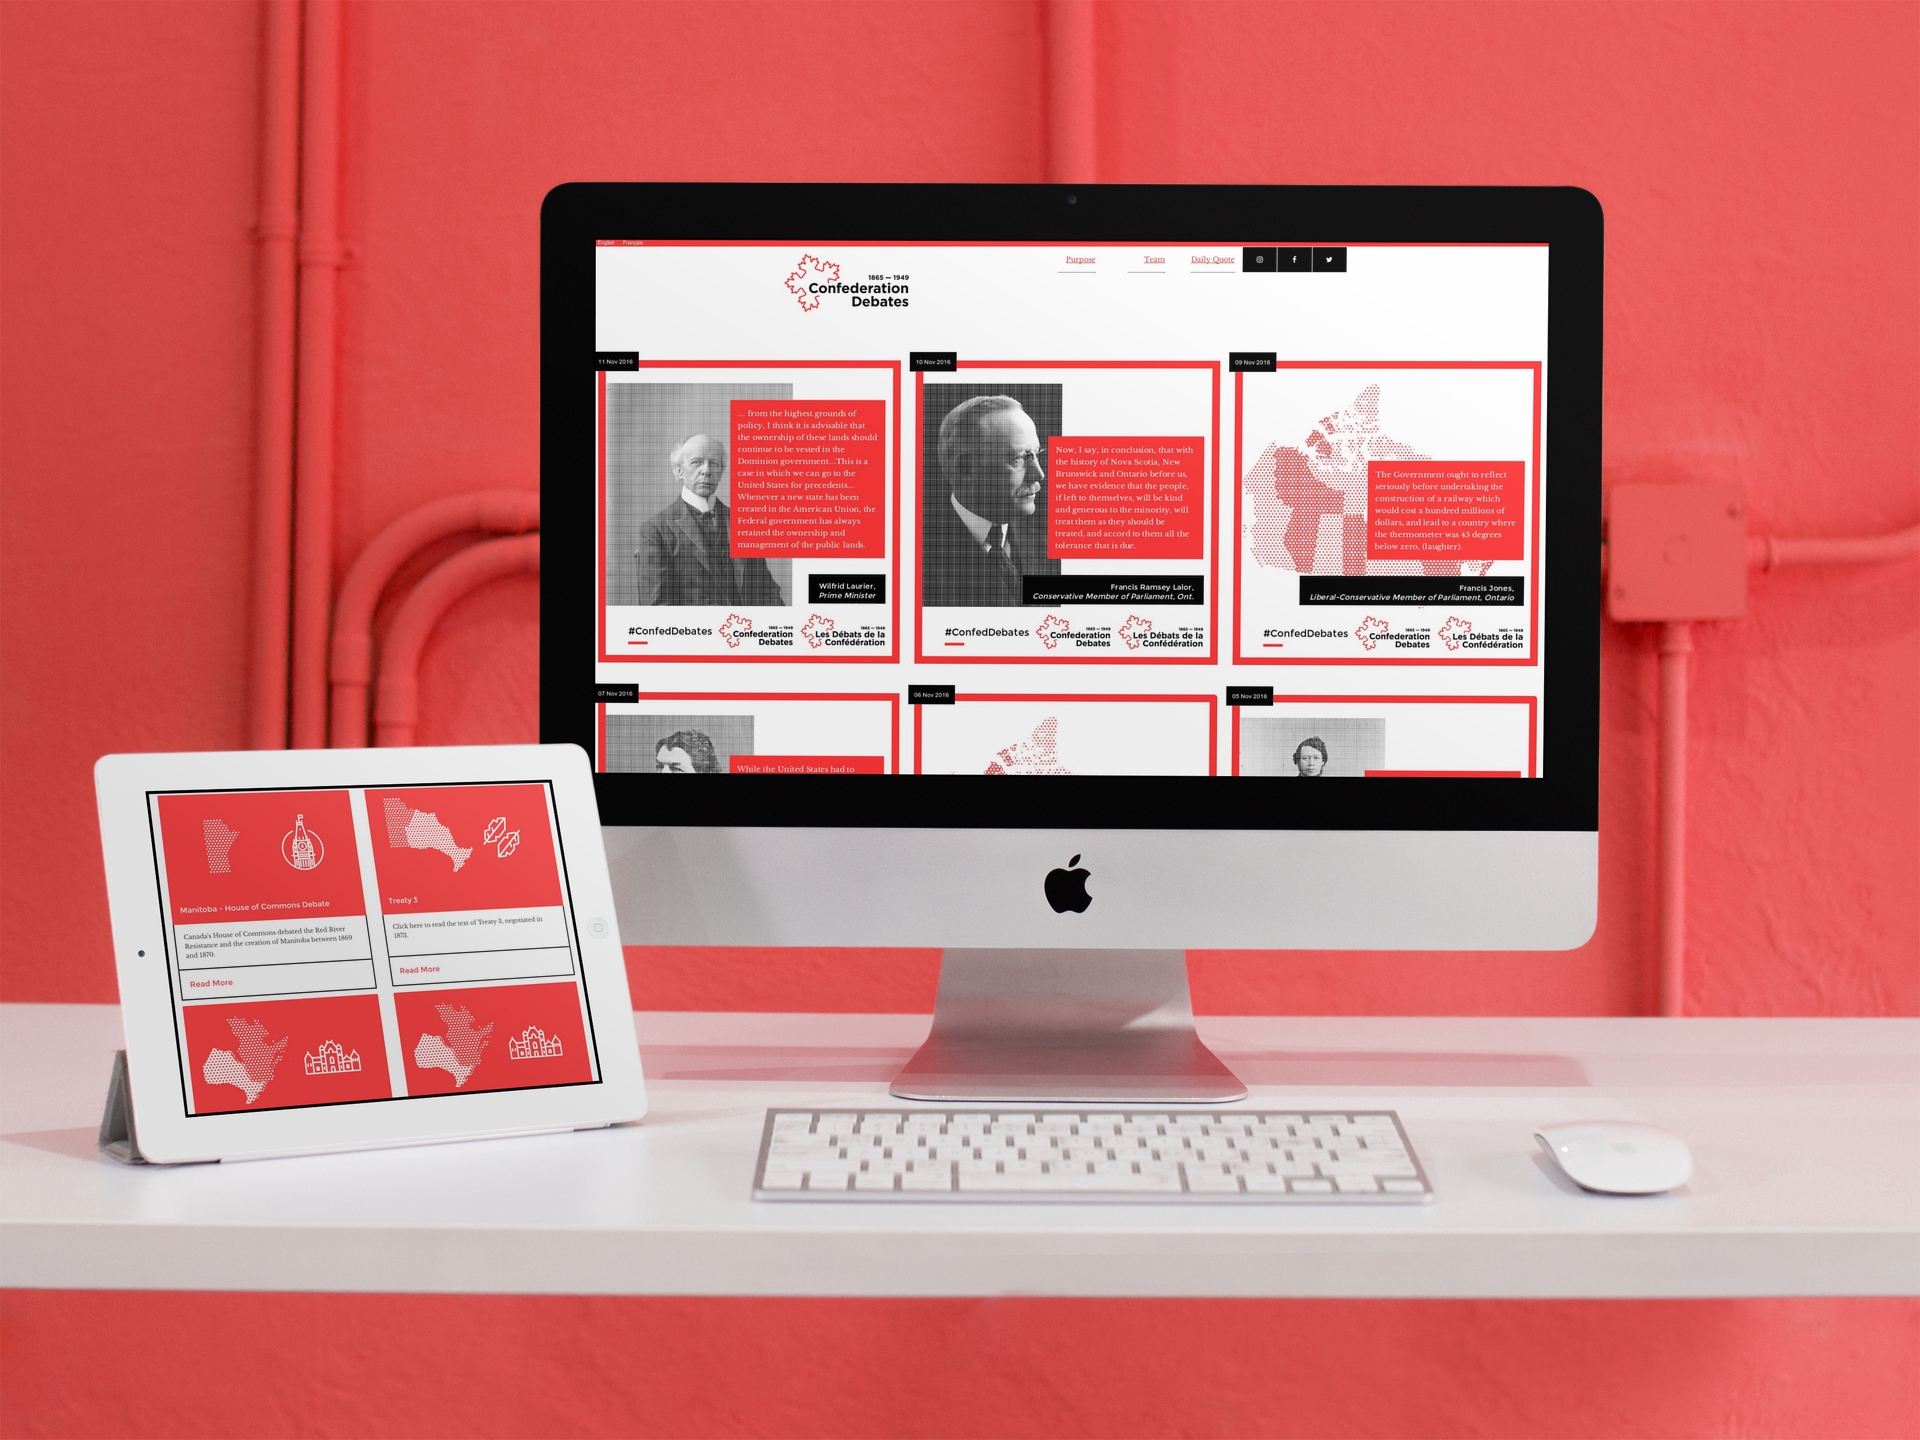 English Français
1865 — 1949
Confederation
Debates
Purpose
Team
Daily Quote
11 Nov 2016
... from the highest grounds of
policy, I think it is advisable that
the ownership of these lands should
continue to be vested in the
Dominion government...This is a
case in which we can go to the
United States for precedents...
Whenever a new state has been
created in the American Union, the
Federal government has always
retained the ownership and
management of the public lands.
Wilfrid Laurier,
Prime Minister
#ConfedDebates
1865 — 1949
Confederation
Debates
1865 — 1949
Les Débats de la
Confédération
10 Nov 2016
Now, I say, in conclusion, that with
the history of Nova Scotia, New
Brunswick and Ontario before us,
we have evidence that the people,
if left to themselves, will be kind
and generous to the minority, will
treat them as they should be
treated, and accord to them all the
tolerance that is due.
Francis Ramsey Lalor,
Conservative Member of Parliament, Ont.
#ConfedDebates
1865 — 1949
Confederation
Debates
1865 — 1949
Les Débats de la
Confédération
09 Nov 2016
The Government ought to reflect
seriously before undertaking the
construction of a railway which
would cost a hundred millions of
dollars, and lead to a country where
the thermometer was 45 degrees
below zero, (laughter).
Francis Jones,
Liberal-Conservative Member of Parliament, Ontario
#ConfedDebates
1865 — 1949
Confederation
Debates
1865 — 1949
Les Débats de la
Confédération
07 Nov 2016
While the United States had to
06 Nov 2016
05 Nov 2016
Manitoba - House of Commons Debate
Canada's House of Commons debated the Red River
Resistance and the creation of Manitoba between 1869
and 1870.
Read More
Treaty 3
Click here to read the text of Treaty 3, negotiated in
1873.
Read More